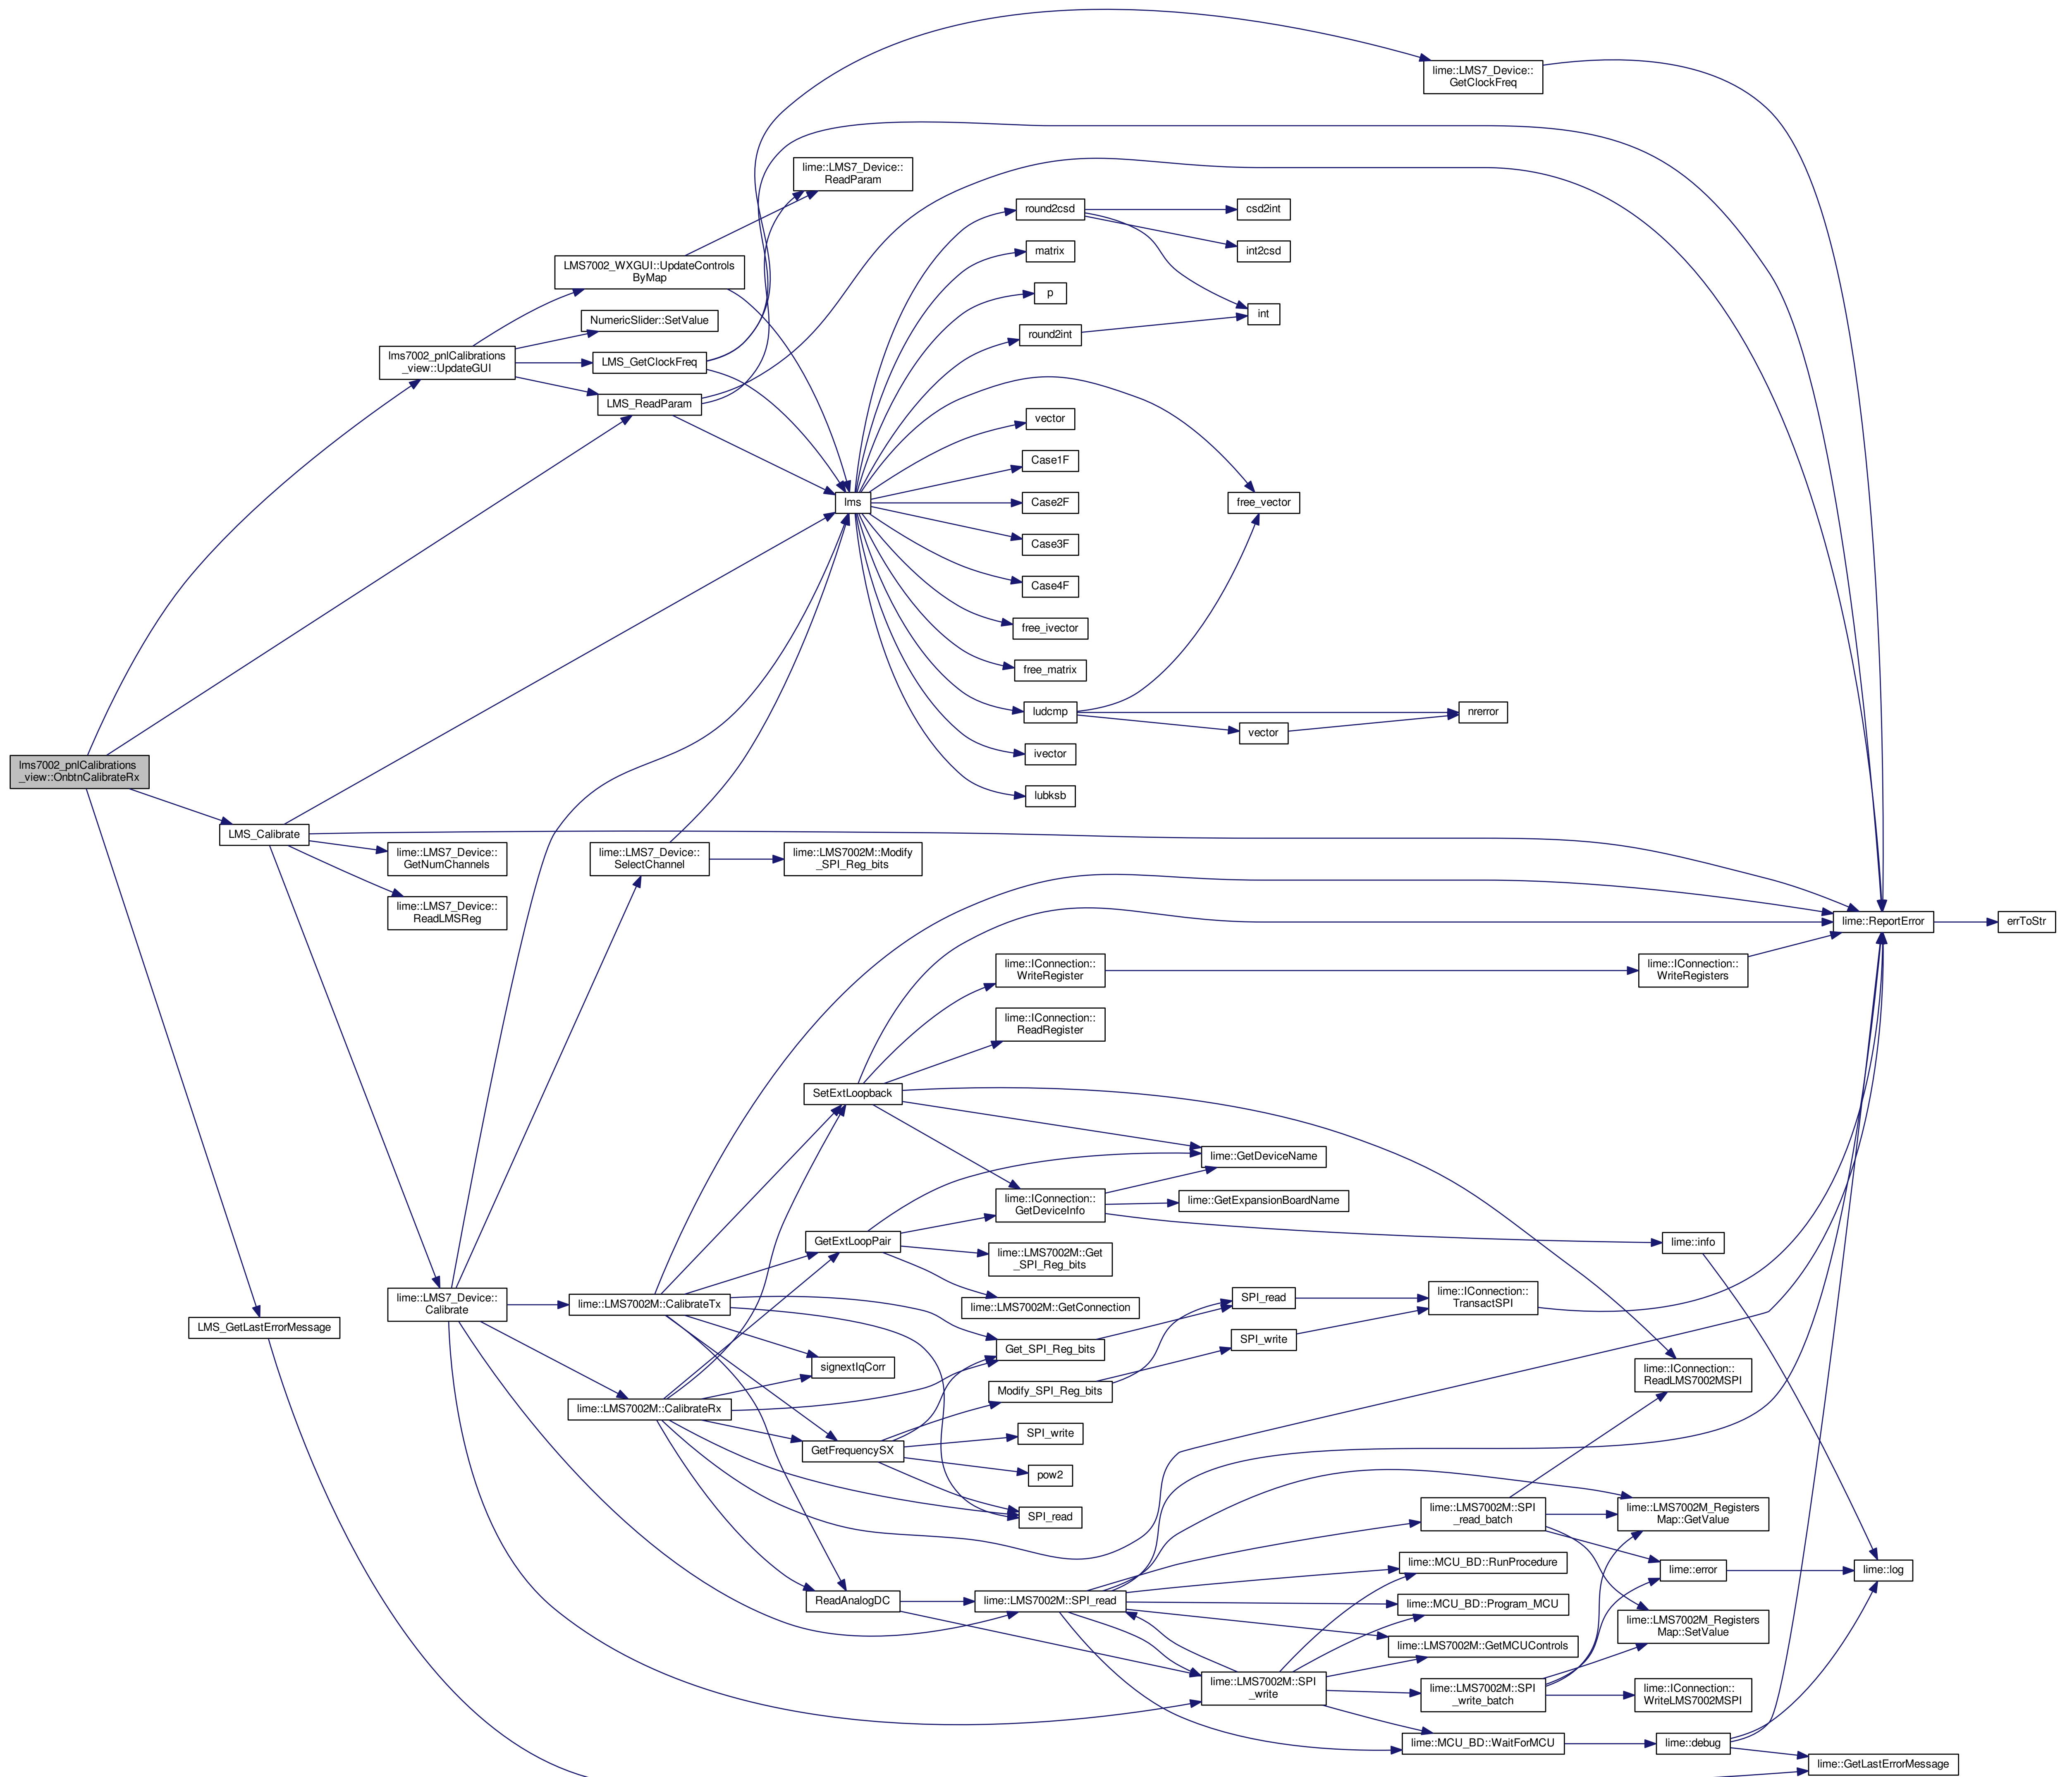 lime::LMS7_Device::
GetClockFreq
lime::LMS7_Device::
ReadParam
round2csd
csd2int
matrix
int2csd
LMS7002_WXGUI::UpdateControls
ByMap
p
NumericSlider::SetValue
int
round2int
lms7002_pnlCalibrations
_view::UpdateGUI
LMS_GetClockFreq
LMS_ReadParam
vector
Case1F
lms
Case2F
free_vector
Case3F
Case4F
free_ivector
free_matrix
ludcmp
nrerror
vector
ivector
lms7002_pnlCalibrations
_view::OnbtnCalibrateRx
lubksb
LMS_Calibrate
lime::LMS7_Device::
GetNumChannels
lime::LMS7_Device::
SelectChannel
lime::LMS7002M::Modify
_SPI_Reg_bits
lime::LMS7_Device::
ReadLMSReg
lime::ReportError
errToStr
lime::IConnection::
WriteRegister
lime::IConnection::
WriteRegisters
lime::IConnection::
ReadRegister
SetExtLoopback
lime::GetDeviceName
lime::IConnection::
GetDeviceInfo
lime::GetExpansionBoardName
GetExtLoopPair
lime::info
lime::LMS7002M::Get
_SPI_Reg_bits
lime::LMS7_Device::
Calibrate
lime::LMS7002M::CalibrateTx
lime::LMS7002M::GetConnection
SPI_read
lime::IConnection::
TransactSPI
LMS_GetLastErrorMessage
SPI_write
Get_SPI_Reg_bits
signextIqCorr
lime::IConnection::
ReadLMS7002MSPI
Modify_SPI_Reg_bits
lime::LMS7002M::CalibrateRx
SPI_write
GetFrequencySX
pow2
SPI_read
lime::LMS7002M::SPI
_read_batch
lime::LMS7002M_Registers
Map::GetValue
lime::MCU_BD::RunProcedure
lime::error
lime::log
ReadAnalogDC
lime::LMS7002M::SPI_read
lime::MCU_BD::Program_MCU
lime::LMS7002M_Registers
Map::SetValue
lime::LMS7002M::GetMCUControls
lime::LMS7002M::SPI
_write
lime::LMS7002M::SPI
_write_batch
lime::IConnection::
WriteLMS7002MSPI
lime::MCU_BD::WaitForMCU
lime::debug
lime::GetLastErrorMessage